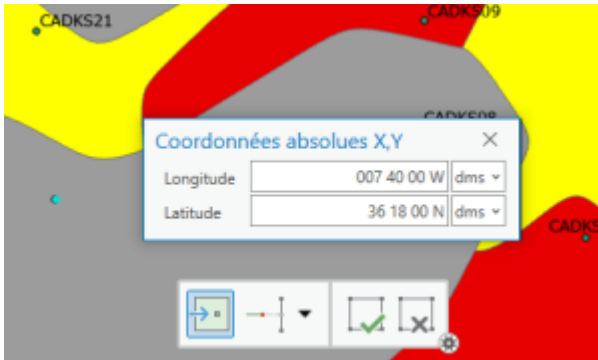 CADKS21
CADKS09
CADKS08
Coordonnées absolues X,Y
Longitude 007 40 00 W dms
Latitude 36 18 00 N dms
CADKS